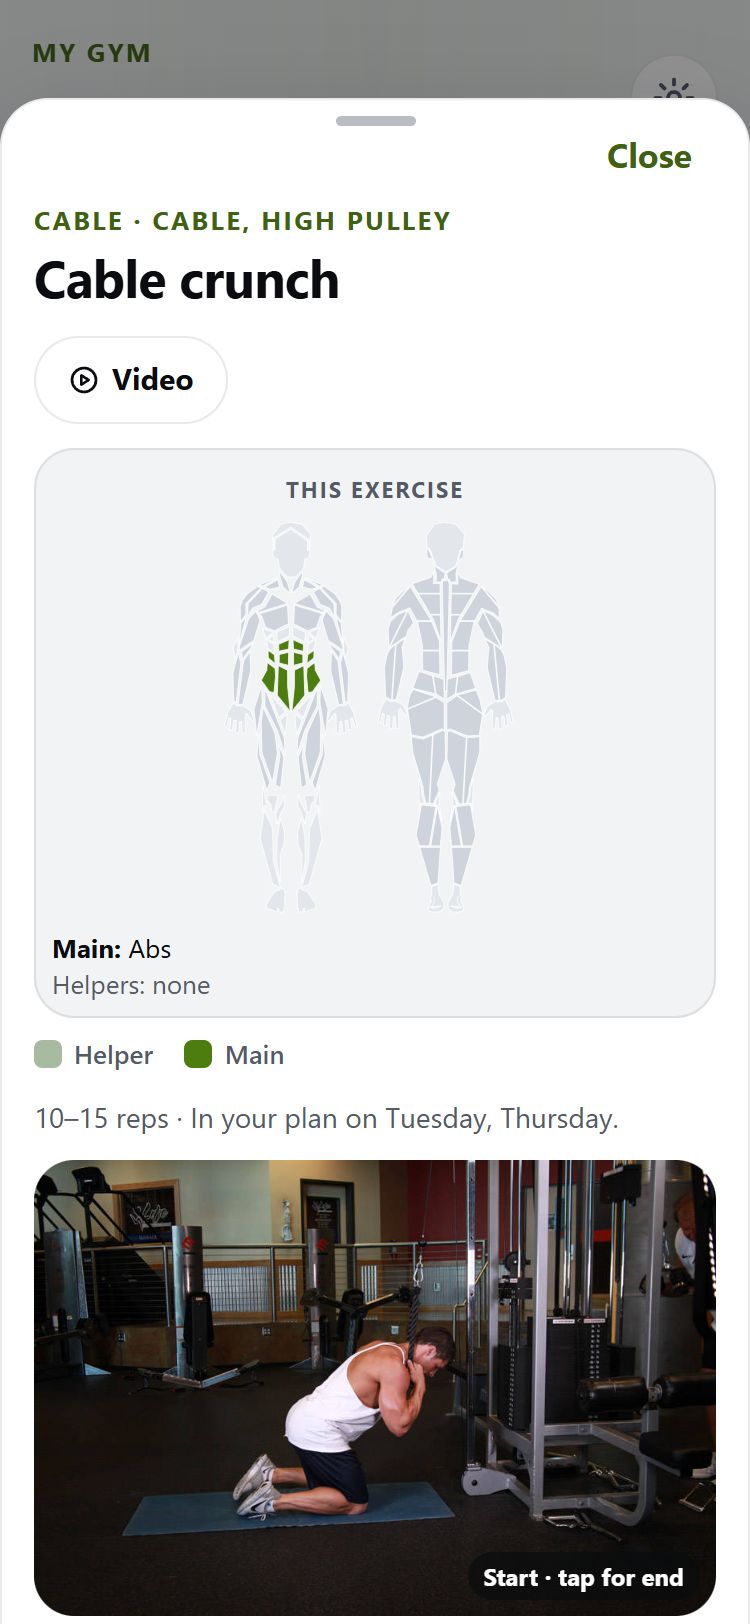 MY GYM
Close
CABLE · CABLE, HIGH PULLEY
Cable crunch
Video
THIS EXERCISE
Main: Abs
Helpers: none
Helper Main
10–15 reps · In your plan on Tuesday, Thursday.
Start · tap for end